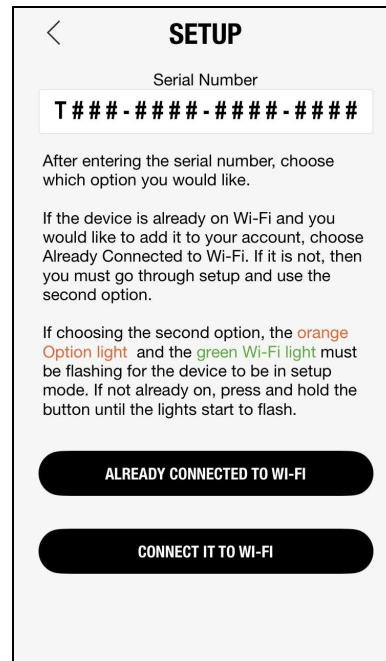 SETUP
Serial Number
T###-####-####-####
After entering the serial number, choose
which option you would like.
If the device is already on Wi-Fi and you
would like to add it to your account, choose
Already Connected to Wi-Fi. If it is not, then
you must go through setup and use the
second option.
If choosing the second option, the orange
Option light and the green Wi-Fi light must
be flashing for the device to be in setup
mode. If not already on, press and hold the
button until the lights start to flash.
ALREADY CONNECTED TO WI-FI
CONNECT IT TO WI-FI